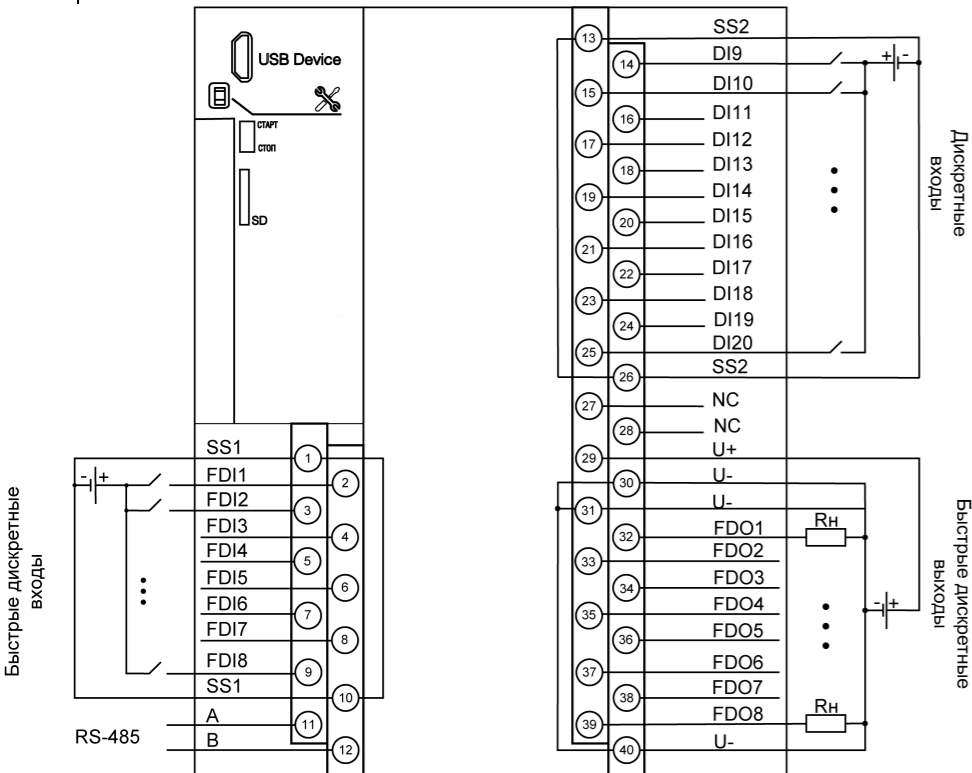 USB Device
СТАРТ
СТОП
SD
SS1
1
- +
FDI1
2
FDI2
3
FDI3
4
FDI4
5
FDI5
6
FDI6
7
FDI7
8
FDI8
9
SS1
10
A
11
RS-485
B
12
Быстрые дискретные
входы
13
SS2
14
DI9
+ -
15
DI10
16
DI11
17
DI12
18
DI13
19
DI14
20
DI15
21
DI16
22
DI17
23
DI18
24
DI19
25
DI20
26
SS2
Дискретные
входы
27
NC
28
NC
29
U+
30
U-
31
U-
32
FDO1
Rн
33
FDO2
34
FDO3
35
FDO4
- +
36
FDO5
37
FDO6
38
FDO7
39
FDO8
Rн
40
U-
Быстрые дискретные
выходы